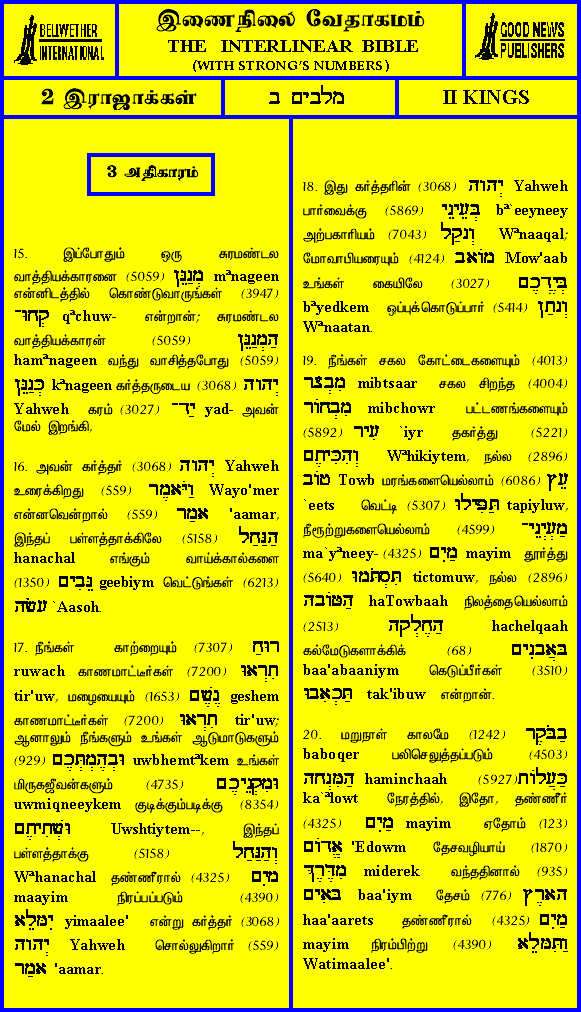 BELLWETHER
INTERNATIONAL
இணைநிலை வேதாகமம்
THE INTERLINEAR BIBLE
(WITH STRONG'S NUMBERS)
GOOD NEWS
PUBLISHERS
2 இராஜாக்கள்
מלכים ב
II KINGS
3 அதிகாரம்
15. இப்போதும் ஒரு சுரமண்டல
வாத்தியக்காரனை (5059) מְנַגֵּן mªnageen
என்னிடத்தில் கொண்டுவாருங்கள் (3947)
קְחוּ־ qªchuw- என்றான்; சுரமண்டல
வாத்தியக்காரன் (5059) הַמְנַגֵּן
hamªnageen வந்து வாசித்தபோது (5059)
כְּנַגֵּן kªnageen கர்த்தருடைய (3068) יְהוָה
Yahweh கரம் (3027) יַד־ yad- அவன்
மேல் இறங்கி,
16. அவன் கர்த்தர் (3068) יְהוָה Yahweh
உரைக்கிறது (559) וַיֹּאמֶר Wayo'mer
என்னவென்றால் (559) אָמַר 'aamar,
இந்தப் பள்ளத்தாக்கிலே (5158) הַנַּחַל
hanachal எங்கும் வாய்க்கால்களை
(1350) גֵּבִים geebiym வெட்டுங்கள் (6213)
עָשֹׂה `Aasoh.
17. நீங்கள் காற்றையும் (7307) רוּחַ
ruwach காணமாட்டீர்கள் (7200) תִרְאוּ
tir'uw, மழையையும் (1653) גֶשֶׁם geshem
காணமாட்டீர்கள் (7200) תִרְאוּ tir'uw;
ஆனாலும் நீங்களும் உங்கள் ஆடுமாடுகளும்
(929) וּבְהֶמְתְּכֶם uwbhemtªkem உங்கள்
மிருகஜீவன்களும் (4735) וּמִקְנֵיכֶם
uwmiqneeykem குடிக்கும்படிக்கு (8354)
וּשְׁתִיתֶם Uwshtiytem--, இந்தப்
பள்ளத்தாக்கு (5158) וְהַנַּחַל
Wªhanachal தண்ணீரால் (4325) מַיִם
maayim நிரப்பப்படும் (4390)
יִמָּלֵא yimaalee' என்று கர்த்தர் (3068)
יְהוָה Yahweh சொல்லுகிறார் (559)
אָמַר 'aamar.
18. இது கர்த்தரின் (3068) יְהוָה Yahweh
பார்வைக்கு (5869) בְּעֵינֵי bª`eeyneey
அற்பகாரியம் (7043) וְנָקַל Wªnaaqal;
மோவாபியரையும் (4124) מוֹאָב Mow'aab
உங்கள் கையிலே (3027) בְּיֶדְכֶם
bªyedkem ஒப்புக்கொடுப்பார் (5414) וְנָתַן
Wªnaatan.
19. நீங்கள் சகல கோட்டைகளையும் (4013)
מִבְצָר mibtsaar சகல சிறந்த (4004)
מִבְחוֹר mibchowr பட்டணங்களையும்
(5892) עִיר `iyr தகர்த்து (5221)
וְהִכִּיתֶם Wªhikiytem, நல்ல (2896)
טוֹב Towb மரங்களையெல்லாம் (6086) עֵץ
`eets வெட்டி (5307) תַּפִּילוּ tapiyluw,
நீரூற்றுகளையெல்லாம் (4599) מַעְיְנֵי־
ma`yªneey- (4325) מַיִם mayim தூர்த்து
(5640) תִּסְתֹּמוּ tictomuw, நல்ல (2896)
הַטּוֹבָה haTowbaah நிலத்தையெல்லாம்
(2513) הַחֶלְקָה hachelqaah
கல்மேடுகளாக்கிக் (68) בָּאֲבָנִים
baa'abaaniym கெடுப்பீர்கள் (3510)
תַּכְאִבוּ tak'ibuw என்றான்.
20. மறுநாள் காலமே (1242) בַבֹּקֶר
baboqer பலிசெலுத்தப்படும் (4503)
הַמִּנְחָה haminchaah (5927) כַּעֲלוֹת
ka`ªlowt நேரத்தில், இதோ, தண்ணீர்
(4325) מַיִם mayim ஏதோம் (123)
אֱדוֹם 'Edowm தேசவழியாய் (1870)
מִדֶּרֶךְ miderek வந்ததினால் (935)
בָּאִים baa'iym தேசம் (776) הָאָרֶץ
haa'aarets தண்ணீரால் (4325) מַיִם
mayim நிரம்பிற்று (4390) וַתִּמָּלֵא
Watimaalee'.